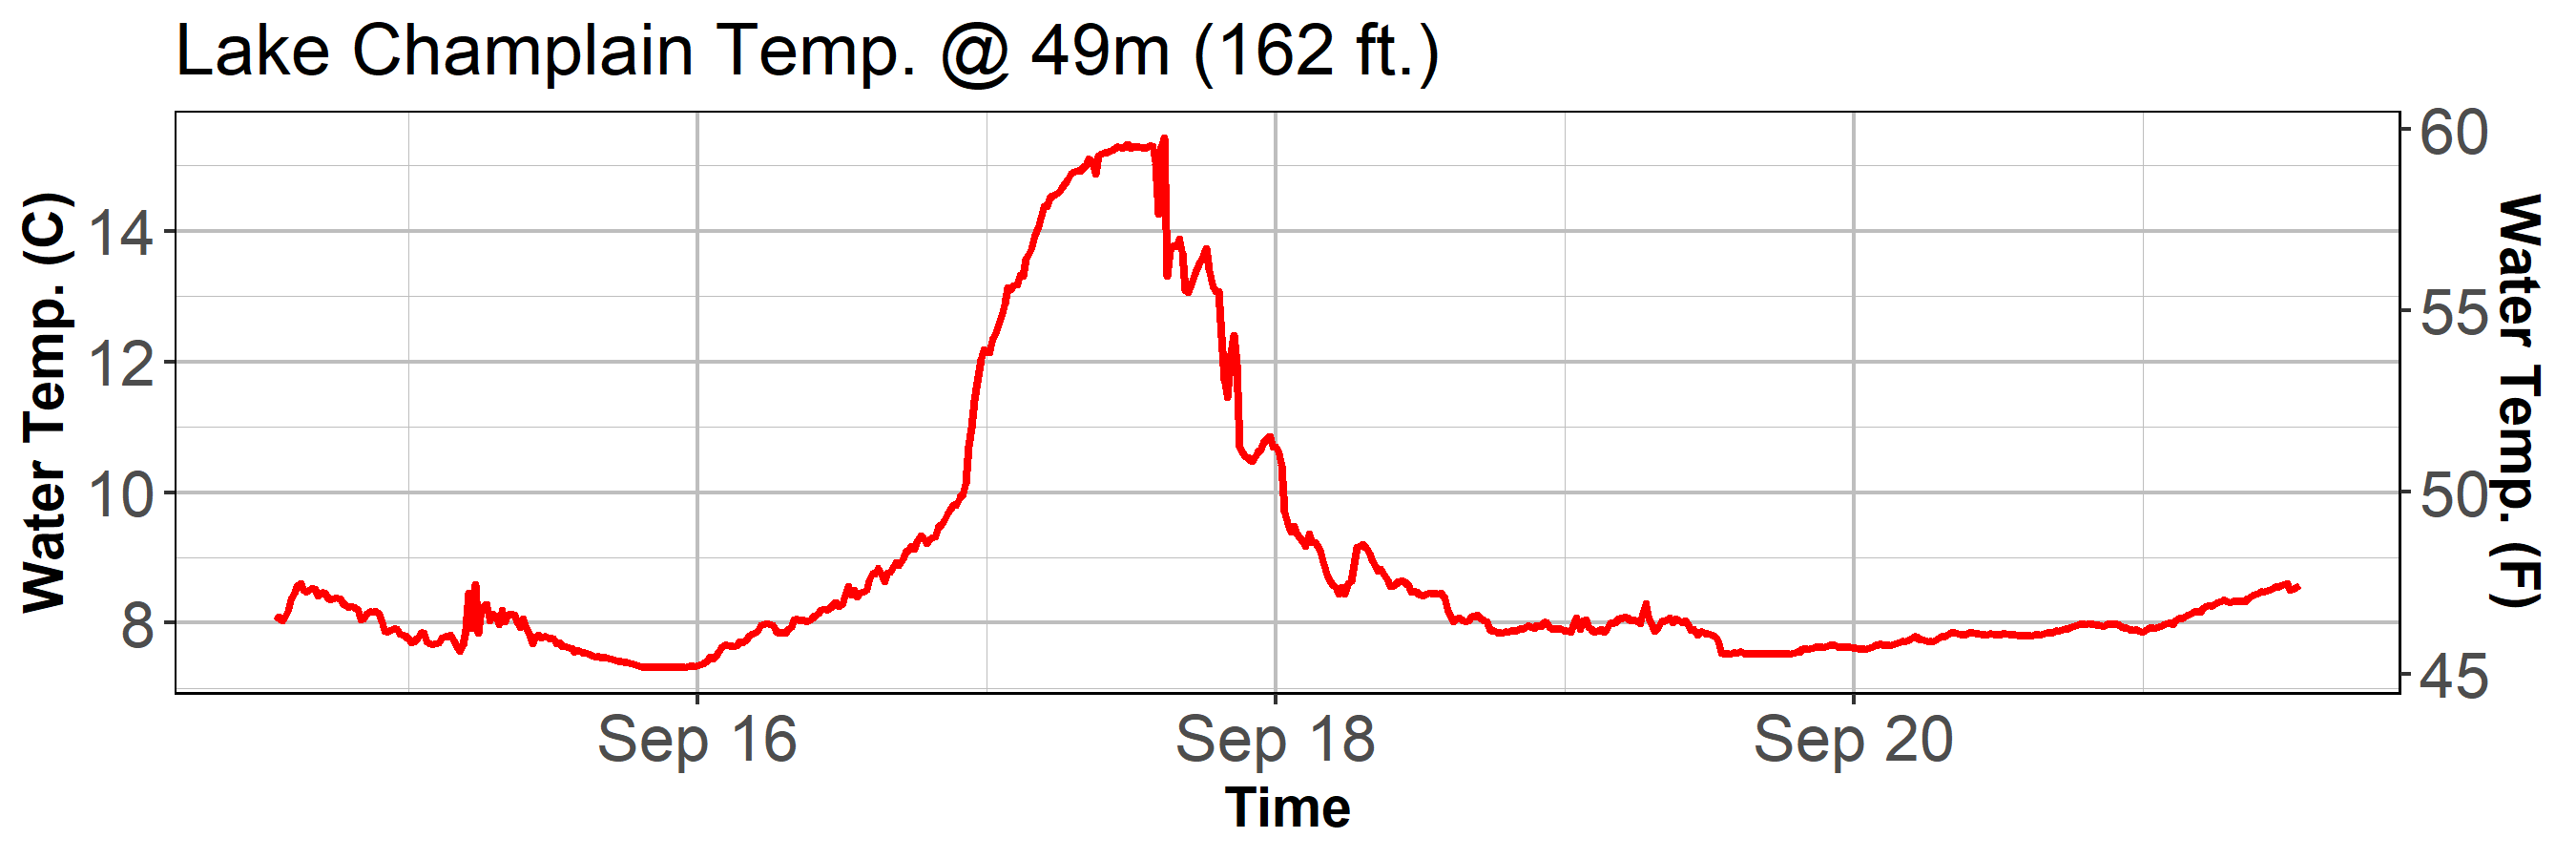 Lake Champlain Temp. @ 49m (162 ft.)
Water Temp. (C)
14
12
10
8
60
55
50
45
Water Temp. (F)
Sep 16
Sep 18
Sep 20
Time